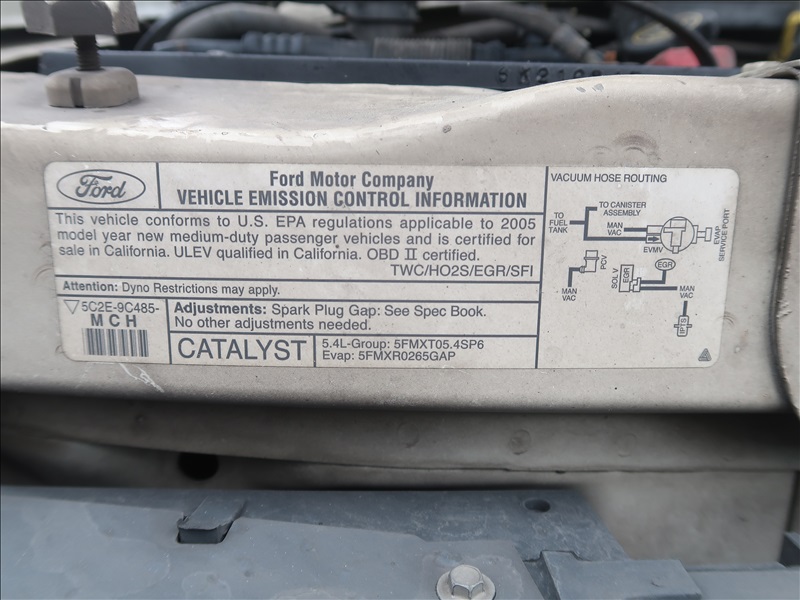 Ford
Ford Motor Company
VEHICLE EMISSION CONTROL INFORMATION
This vehicle conforms to U.S. EPA regulations applicable to 2005
model year new medium-duty passenger vehicles and is certified for
sale in California. ULEV qualified in California. OBD II certified.
TWC/HO2S/EGR/SFI
Attention: Dyno Restrictions may apply.
5C2E-9C485-
MCH
Adjustments: Spark Plug Gap: See Spec Book.
No other adjustments needed.
CATALYST
5.4L-Group: 5FMXT05.4SP6
Evap: 5FMXR0265GAP
VACUUM HOSE ROUTING
TO CANISTER
ASSEMBLY
TO
FUEL
TANK
MAN
VAC
EVMV
EVAP
SERVICE PORT
PCV
MAN
VAC
SOL V
EGR
EGR
MAN
VAC
IPTS